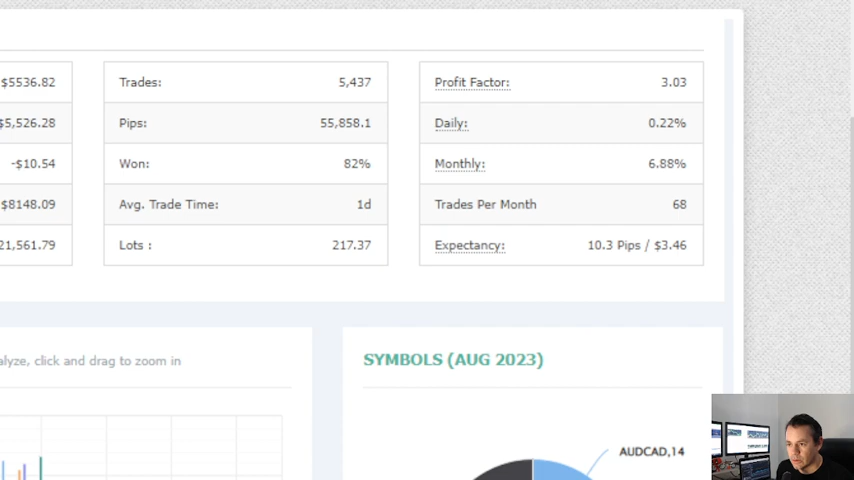 $5536.82
Trades: 5,437
Profit Factor: 3.03
$5,526.28
Pips: 55,858.1
Daily: 0.22%
-$10.54
Won: 82%
Monthly: 6.88%
$8148.09
Avg. Trade Time: 1d
Trades Per Month 68
21,561.79
Lots : 217.37
Expectancy: 10.3 Pips / $3.46
alyze, click and drag to zoom in
SYMBOLS (AUG 2023)
AUDCAD,14